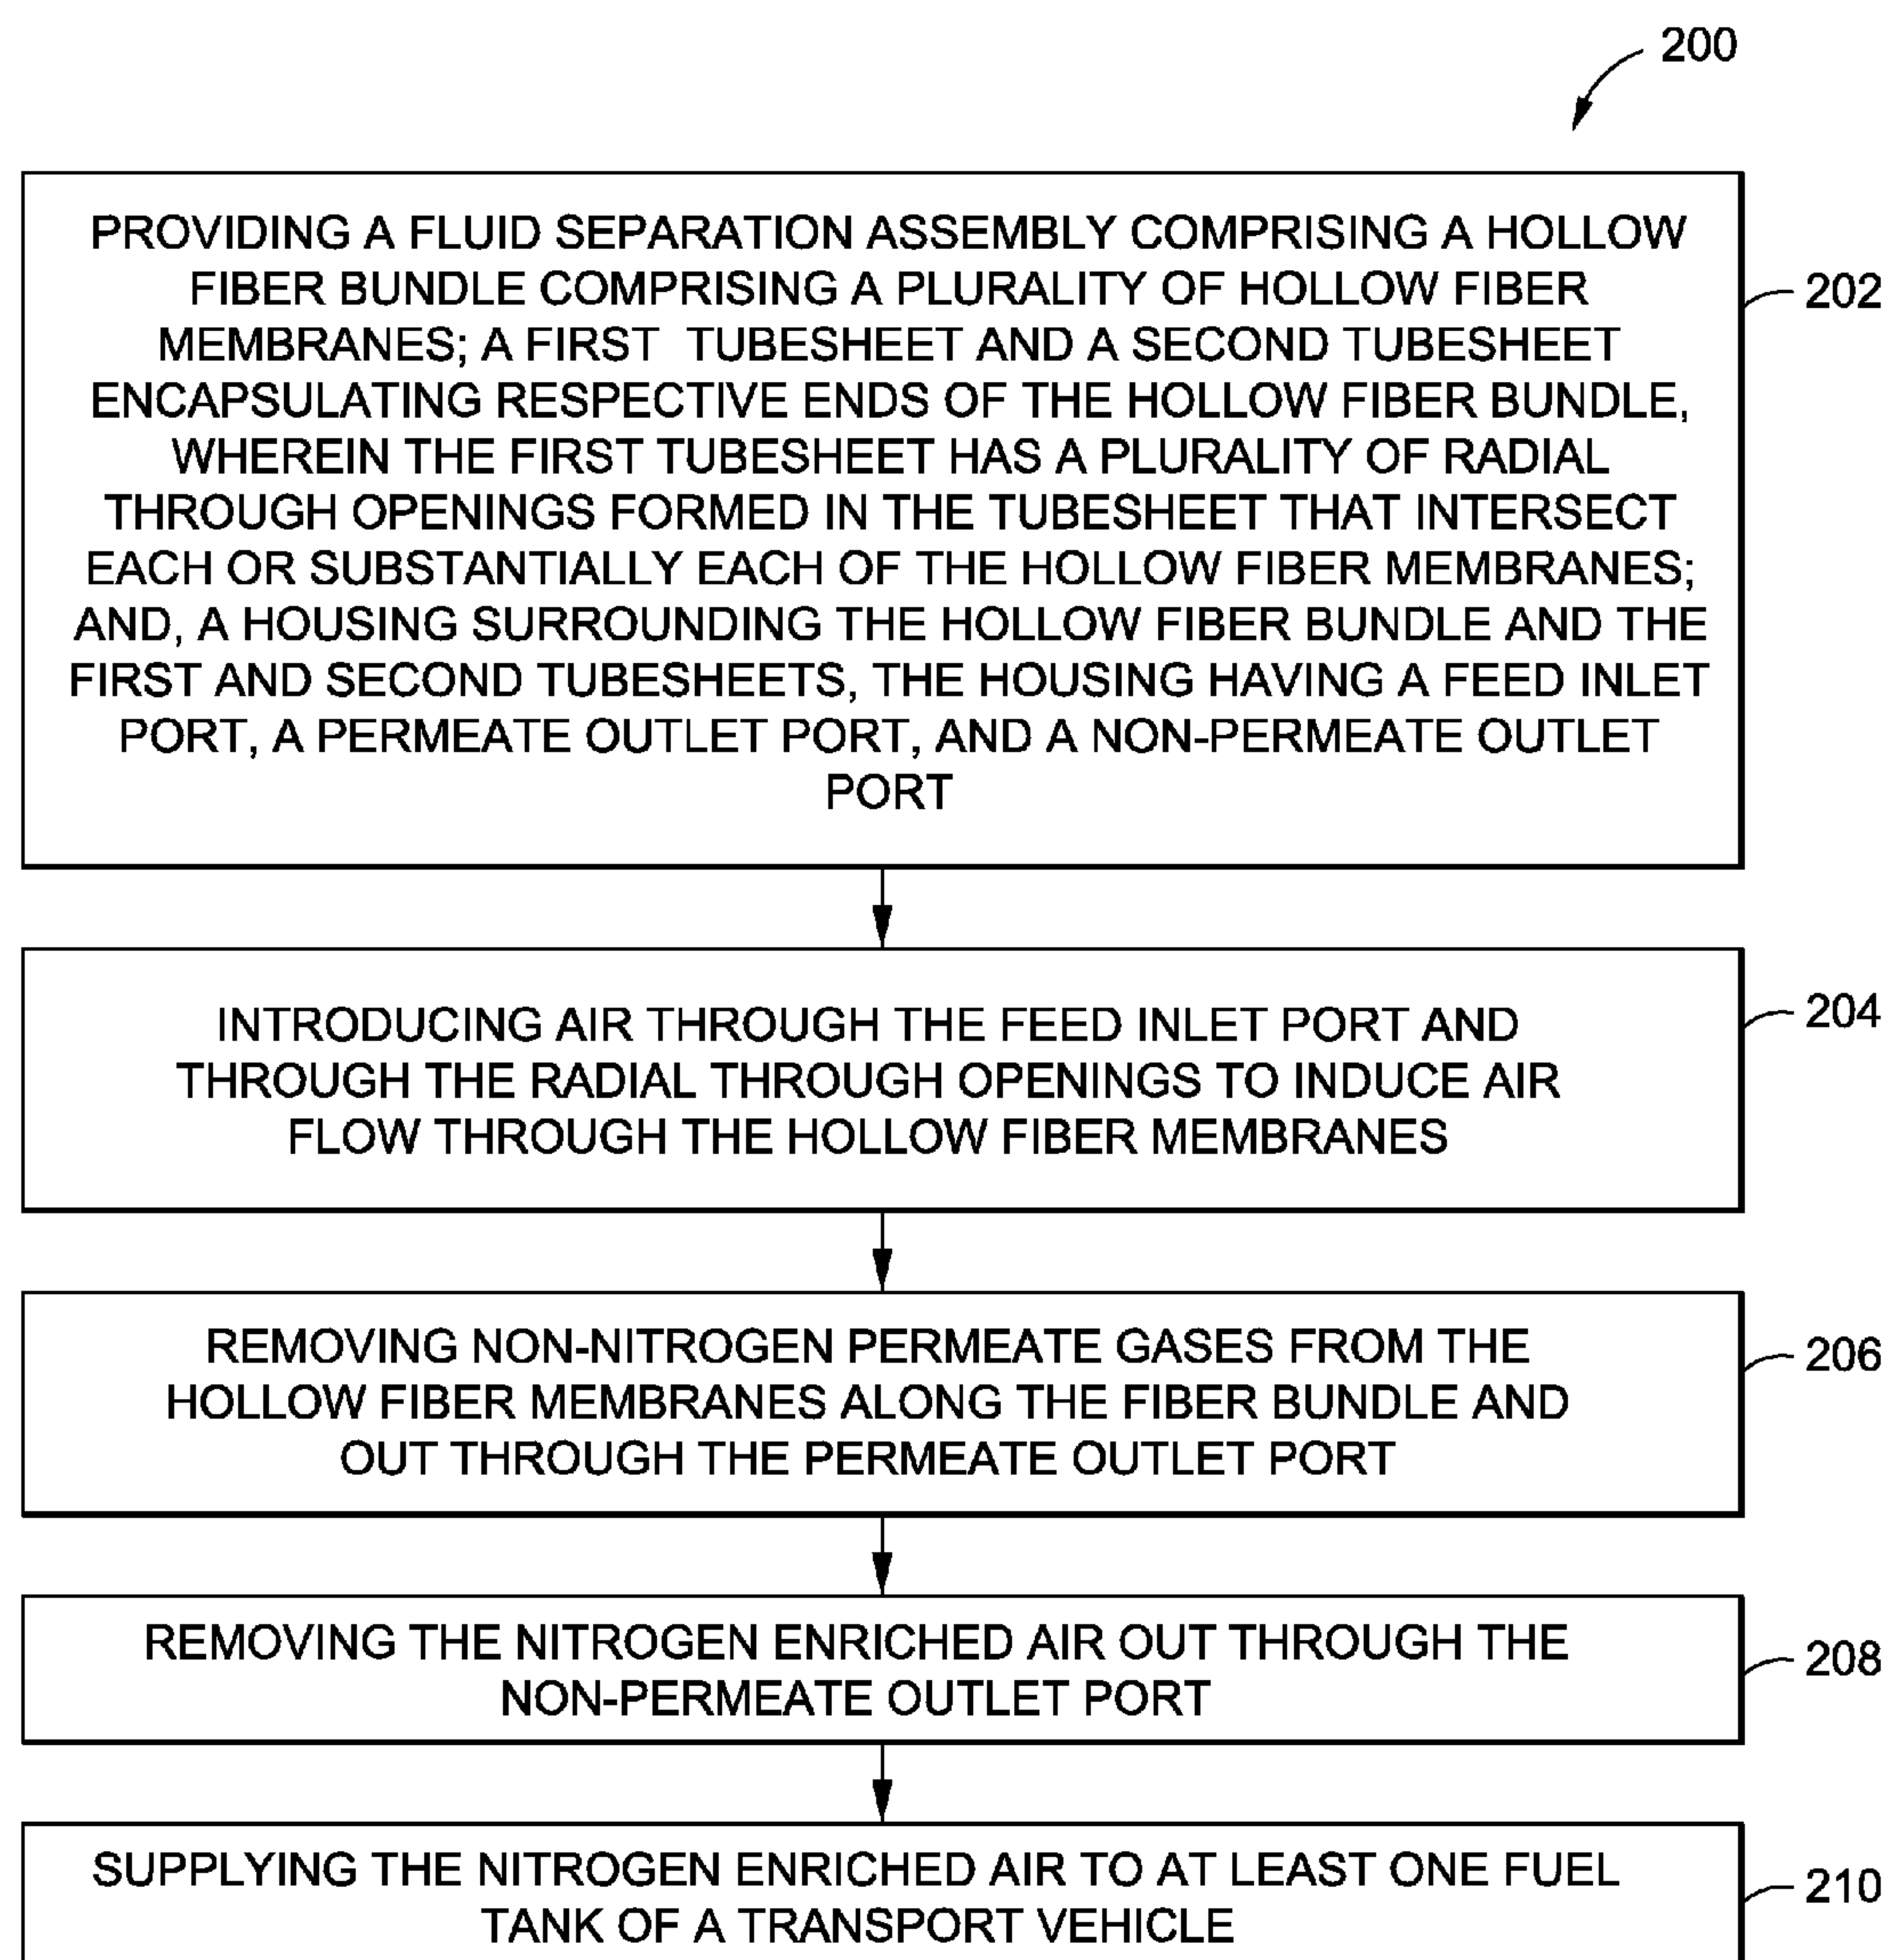 200
PROVIDING A FLUID SEPARATION ASSEMBLY COMPRISING A HOLLOW
FIBER BUNDLE COMPRISING A PLURALITY OF HOLLOW FIBER
MEMBRANES; A FIRST TUBESHEET AND A SECOND TUBESHEET
ENCAPSULATING RESPECTIVE ENDS OF THE HOLLOW FIBER BUNDLE,
WHEREIN THE FIRST TUBESHEET HAS A PLURALITY OF RADIAL
THROUGH OPENINGS FORMED IN THE TUBESHEET THAT INTERSECT
EACH OR SUBSTANTIALLY EACH OF THE HOLLOW FIBER MEMBRANES;
AND, A HOUSING SURROUNDING THE HOLLOW FIBER BUNDLE AND THE
FIRST AND SECOND TUBESHEETS, THE HOUSING HAVING A FEED INLET
PORT, A PERMEATE OUTLET PORT, AND A NON-PERMEATE OUTLET
PORT
202
INTRODUCING AIR THROUGH THE FEED INLET PORT AND
THROUGH THE RADIAL THROUGH OPENINGS TO INDUCE AIR
FLOW THROUGH THE HOLLOW FIBER MEMBRANES
204
REMOVING NON-NITROGEN PERMEATE GASES FROM THE
HOLLOW FIBER MEMBRANES ALONG THE FIBER BUNDLE AND
OUT THROUGH THE PERMEATE OUTLET PORT
206
REMOVING THE NITROGEN ENRICHED AIR OUT THROUGH THE
NON-PERMEATE OUTLET PORT
208
SUPPLYING THE NITROGEN ENRICHED AIR TO AT LEAST ONE FUEL
TANK OF A TRANSPORT VEHICLE
210